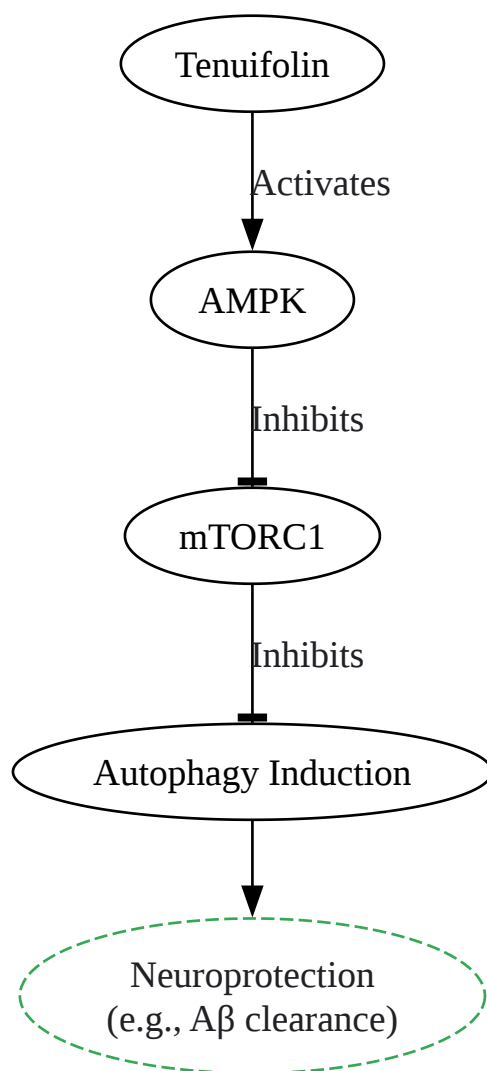 Tenuifolin
Activates
AMPK
Inhibits
mTORC1
Inhibits
Autophagy Induction
Neuroprotection
(e.g., Aβ clearance)